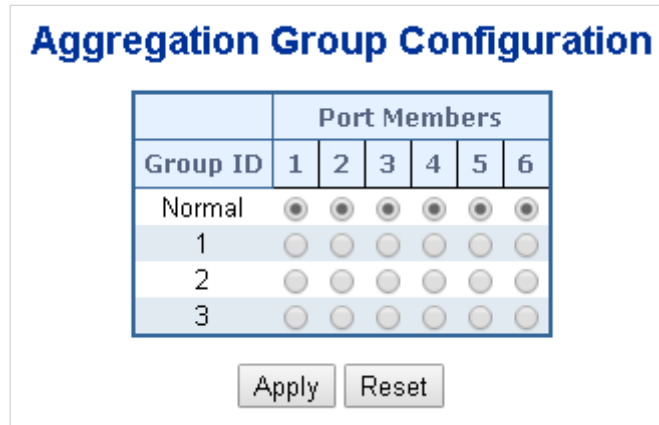 Aggregation Group Configuration
Port Members
Group ID 1 2 3 4 5 6
Normal
1
2
3
Apply Reset